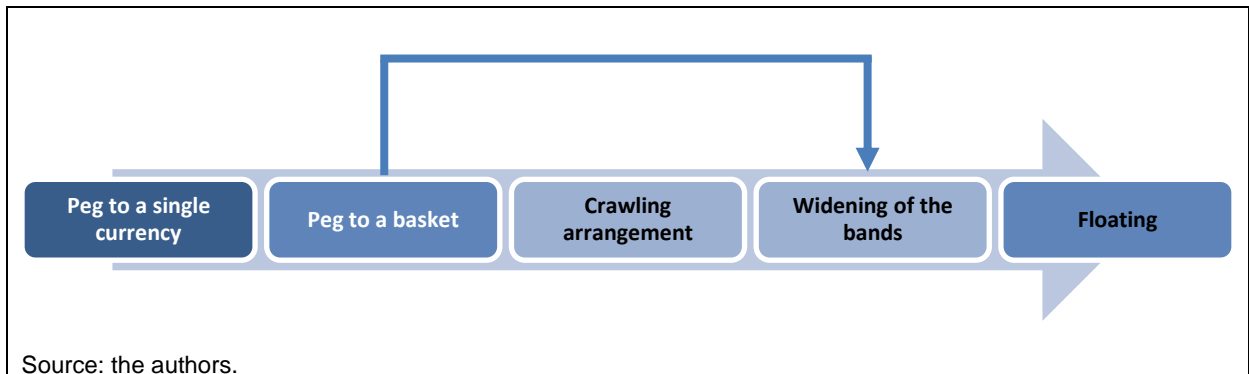 Peg to a single
currency
Peg to a basket
Crawling
arrangement
Widening of the
bands
Floating
Source: the authors.